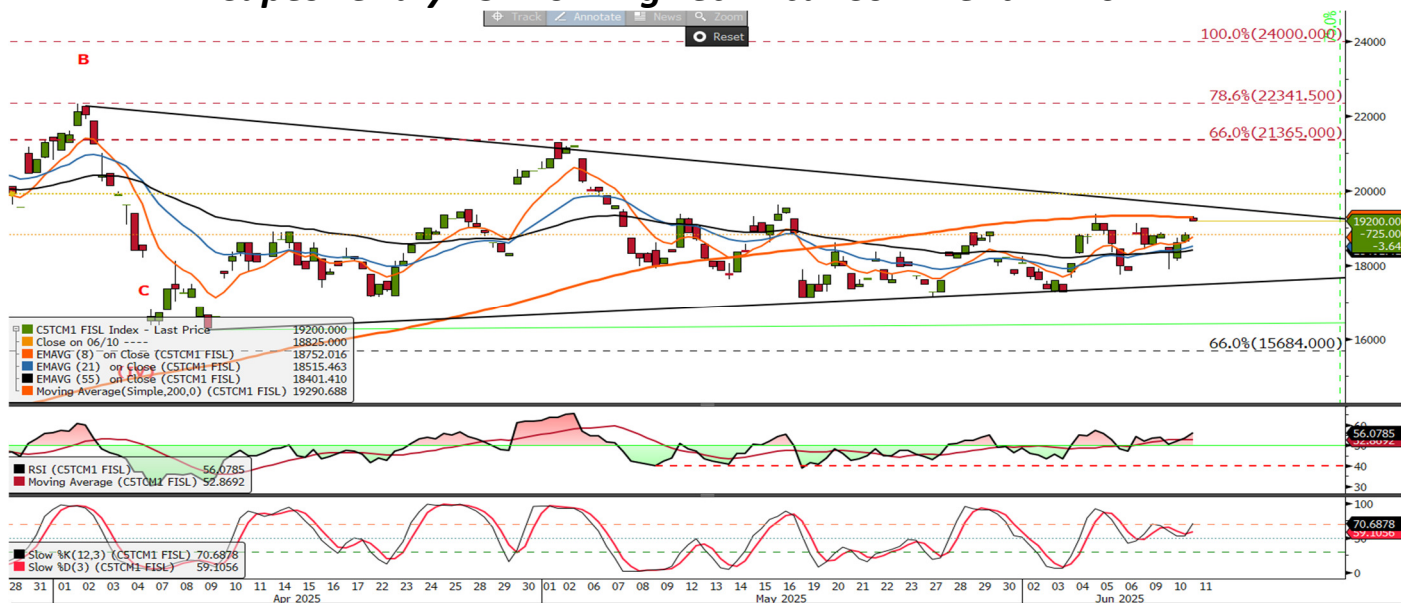 Track Annotate News Zoom
Reset
100.0%(24000.000)
24000
B
78.6%(22341.500)
22000
66.0%(21365.000)
20000
19200.00
-725.00
-3.64
18000
C
C5TCM1 FISL Index - Last Price 19200.000
Close on 06/10 ---- 18825.000
EMAVG (8) on Close (C5TCM1 FISL) 18752.016
EMAVG (21) on Close (C5TCM1 FISL) 18515.463
EMAVG (55) on Close (C5TCM1 FISL) 18401.410
Moving Average(Simple,200,0) (C5TCM1 FISL) 19290.688
16000
66.0%(15684.000)
60
56.0785
52.8692
50
40
30
RSI (C5TCM1 FISL) 56.0785
Moving Average (C5TCM1 FISL) 52.8692
100
70.6878
59.1056
50
0
Slow %K(12,3) (C5TCM1 FISL) 70.6878
Slow %D(3) (C5TCM1 FISL) 59.1056
28 31 01 02 04 07 08 09 10 11 14 15 16 17 22 23 24 25 28 29 30 01 02 06 07 08 09 12 13 14 15 16 19 20 21 22 23 27 28 29 30 02 03 04 05 06 09 10 11
Apr 2025 May 2025 Jun 2025